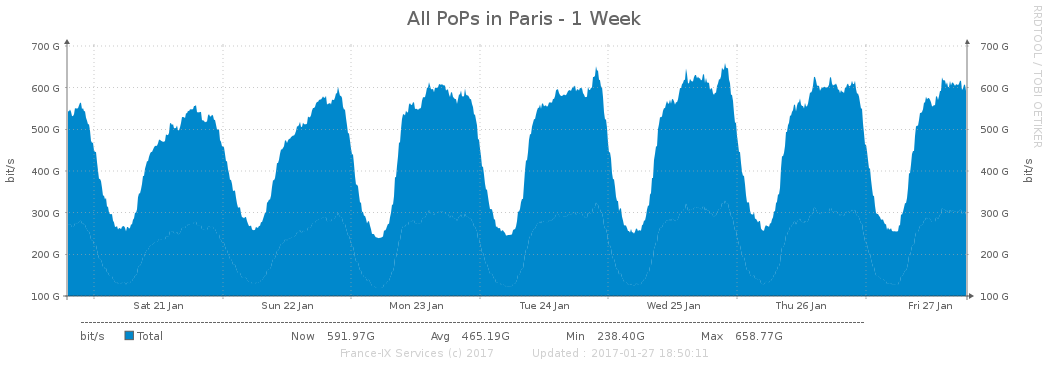 All PoPs in Paris - 1 Week
RRDTOOL / TOBI OETIKER
700 G 700 G
600 G 600 G
500 G 500 G
400 G 400 G
300 G 300 G
200 G 200 G
100 G 100 G
bit/s bit/s
Sat 21 Jan Sun 22 Jan Mon 23 Jan Tue 24 Jan Wed 25 Jan Thu 26 Jan Fri 27 Jan
bit/s Total Now 591.97G Avg 465.19G Min 238.40G Max 658.77G
France-IX Services (c) 2017 Updated : 2017-01-27 18:50:11